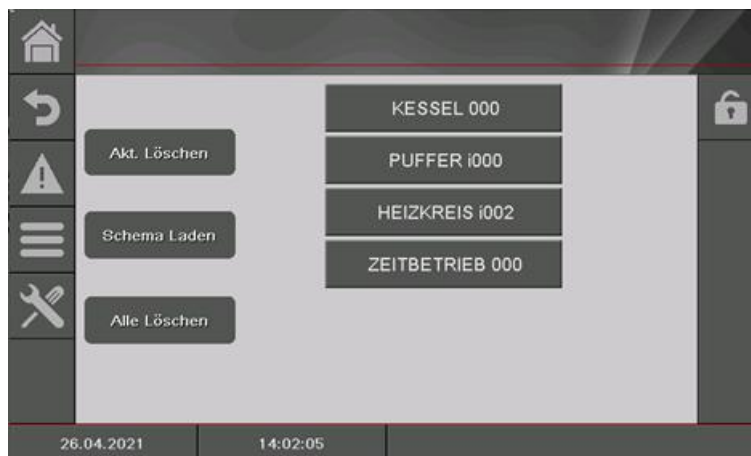 KESSEL 000
Akt. Löschen
PUFFER i000
HEIZKREIS i002
Schema Laden
ZEITBETRIEB 000
Alle Löschen
26.04.2021
14:02:05